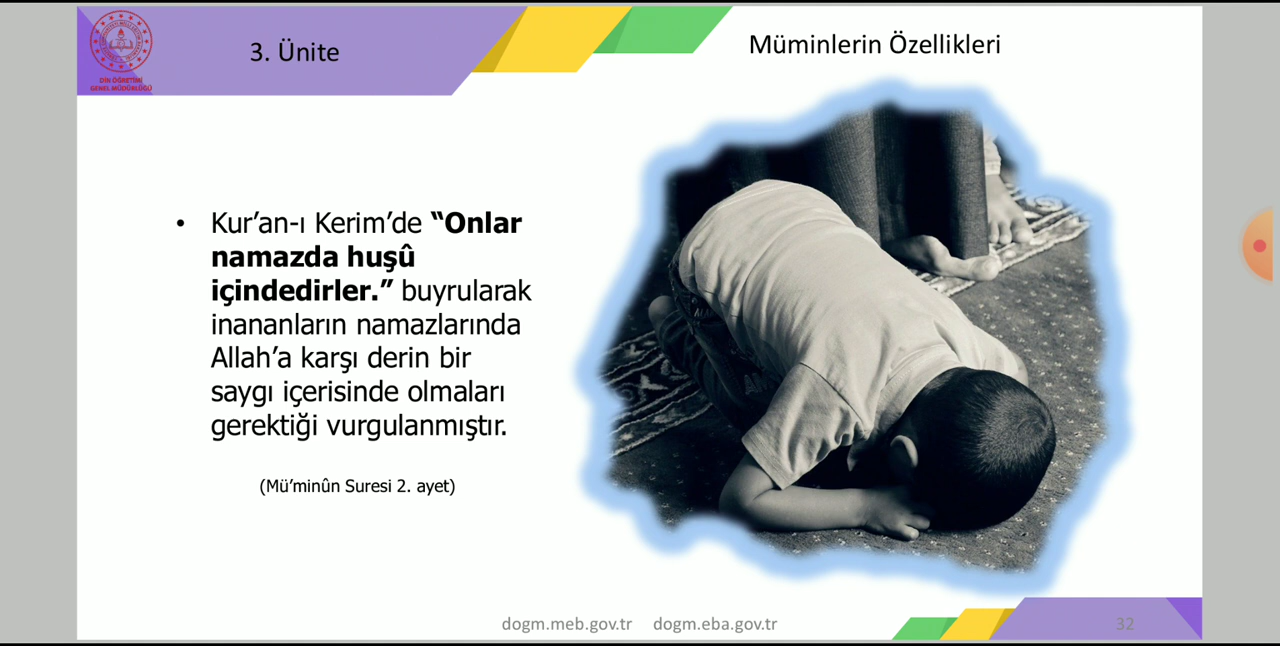 DİN ÖĞRETİMİ
GENEL MÜDÜRLÜĞÜ
3. Ünite
Müminlerin Özellikleri
• Kur’an-ı Kerim’de “Onlar
namazda huşû
içindedirler.” buyrularak
inananların namazlarında
Allah’a karşı derin bir
saygı içerisinde olmaları
gerektiği vurgulanmıştır.
(Mü’minûn Suresi 2. ayet)
dogm.meb.gov.tr dogm.eba.gov.tr
32